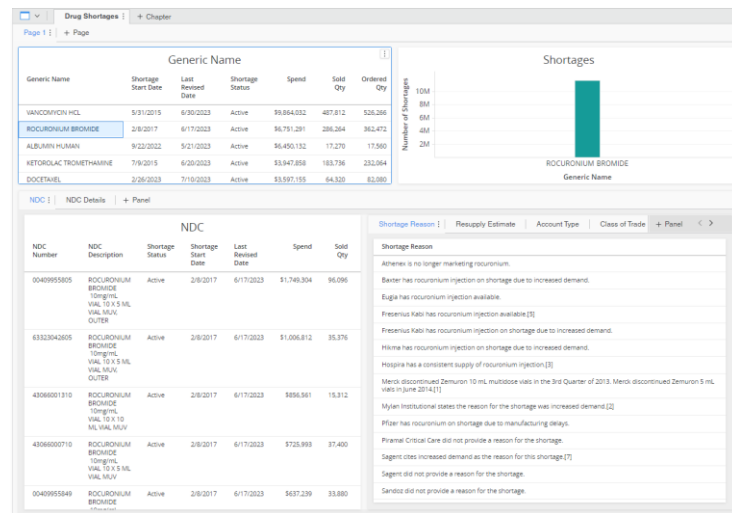 Drug Shortages
+ Chapter
Page 1
+ Page
Generic Name
Generic Name Shortage Start Date Last Revised Date Shortage Status Spend Sold Qty Ordered Qty
VANCOMYCIN HCL 5/31/2015 6/30/2023 Active $9,864,032 487,812 526,266
ROCURONIUM BROMIDE 2/8/2017 6/17/2023 Active $6,751,291 286,264 362,472
ALBUMIN HUMAN 9/22/2022 5/21/2023 Active $6,450,132 17,270 17,560
KETOROLAC TROMETHAMINE 7/9/2015 6/20/2023 Active $3,947,858 183,736 232,064
DOCETAXEL 2/26/2023 7/10/2023 Active $3,597,155 64,320 82,080
Shortages
Number of Shortages
10M
8M
6M
4M
2M
ROCURONIUM BROMIDE
Generic Name
NDC
NDC Details
+ Panel
NDC
NDC Number NDC Description Shortage Status Shortage Start Date Last Revised Date Spend Sold Qty
00409955805 ROCURONIUM Active 2/8/2017 6/17/2023 $1,749,304 96,096
BROMIDE
10mg/mL
VIAL 10 X 5 ML
VIAL MUV,
OUTER
63323042605 ROCURONIUM Active 2/8/2017 6/17/2023 $1,006,812 35,376
BROMIDE
10mg/mL
VIAL 10 X 5 ML
VIAL MUV,
OUTER
43066001310 ROCURONIUM Active 2/8/2017 6/17/2023 $856,561 15,312
BROMIDE
10mg/mL
VIAL 10 X 10
ML VIAL MUV
43066000710 ROCURONIUM Active 2/8/2017 6/17/2023 $725,993 37,400
BROMIDE
10mg/mL
VIAL 10 X 5 ML
VIAL MUV
00409955849 ROCURONIUM Active 2/8/2017 6/17/2023 $637,239 33,880
BROMIDE
Shortage Reason
Resupply Estimate
Account Type
Class of Trade
+ Panel
Shortage Reason
Athenex is no longer marketing rocuronium.
Baxter has rocuronium injection on shortage due to increased demand.
Eugia has rocuronium injection available.
Fresenius Kabi has rocuronium injection available.[5]
Fresenius Kabi has rocuronium injection on shortage due to increased demand.
Hikma has rocuronium injection on shortage due to increased demand.
Hospira has a consistent supply of rocuronium injection.[3]
Merck discontinued Zemuron 10 mL multidose vials in the 3rd Quarter of 2013. Merck discontinued Zemuron 5 mL
vials in June 2014.[1]
Mylan Institutional states the reason for the shortage was increased demand.[2]
Pfizer has rocuronium on shortage due to manufacturing delays.
Piramal Critical Care did not provide a reason for the shortage.
Sagent cites increased demand as the reason for this shortage.[7]
Sagent did not provide a reason for the shortage.
Sandoz did not provide a reason for the shortage.